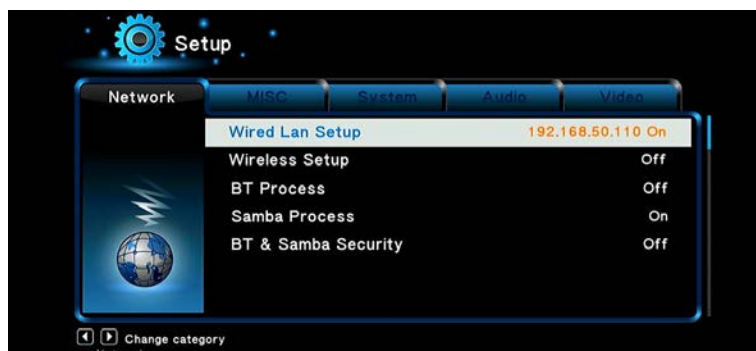 Setup
Network MISC System Audio Video
Wired Lan Setup 192.168.50.110 On
Wireless Setup Off
BT Process Off
Samba Process On
BT & Samba Security Off
Change category